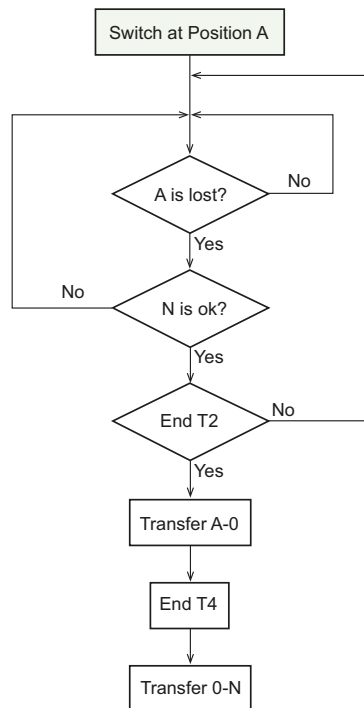 Switch at Position A
A is lost?
No
Yes
No
N is ok?
Yes
End T2
No
Yes
Transfer A-0
End T4
Transfer 0-N